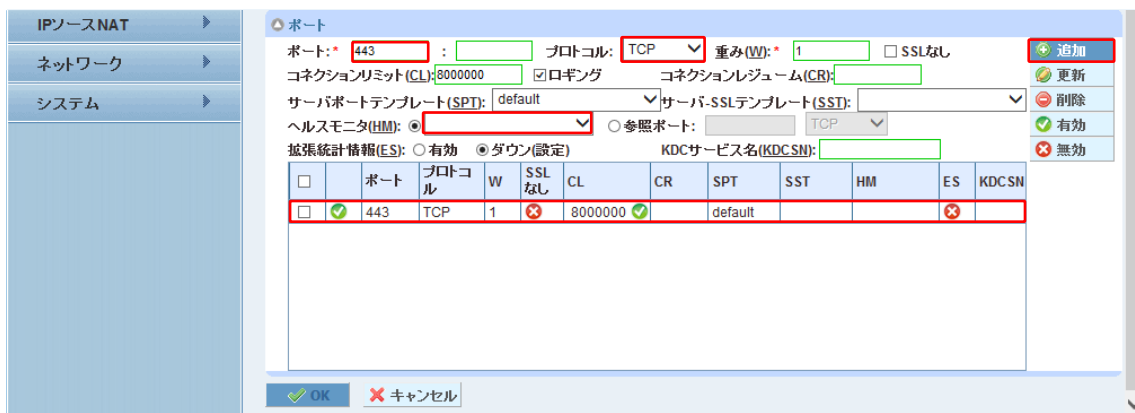 IPソースNAT
ネットワーク
システム
ポート
ポート:* 443 : プロトコル: TCP 重み(W):* 1 SSLなし
コネクションリミット(CL): 8000000 ロギング コネクションレジューム(CR):
サーバポートテンプレート(SPT): default サーバ-SSLテンプレート(SST):
ヘルスモニタ(HM): 参照ポート: TCP
拡張統計情報(ES): 有効 ダウン(設定) KDCサービス名(KDCSN):
追加
更新
削除
有効
無効
ポート プロトコル W SSLなし CL CR SPT SST HM ES KDCSN
443 TCP 1 8000000 default
OK キャンセル